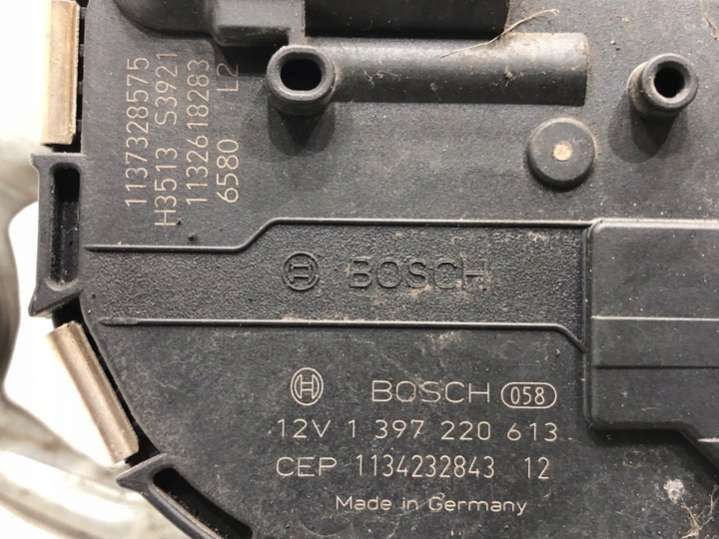 1137328575
H3513 S3921
1132618283
6580 L2
BOSCH
BOSCH 058
12V 1 397 220 613
CEP 1134232843 12
Made in Germany